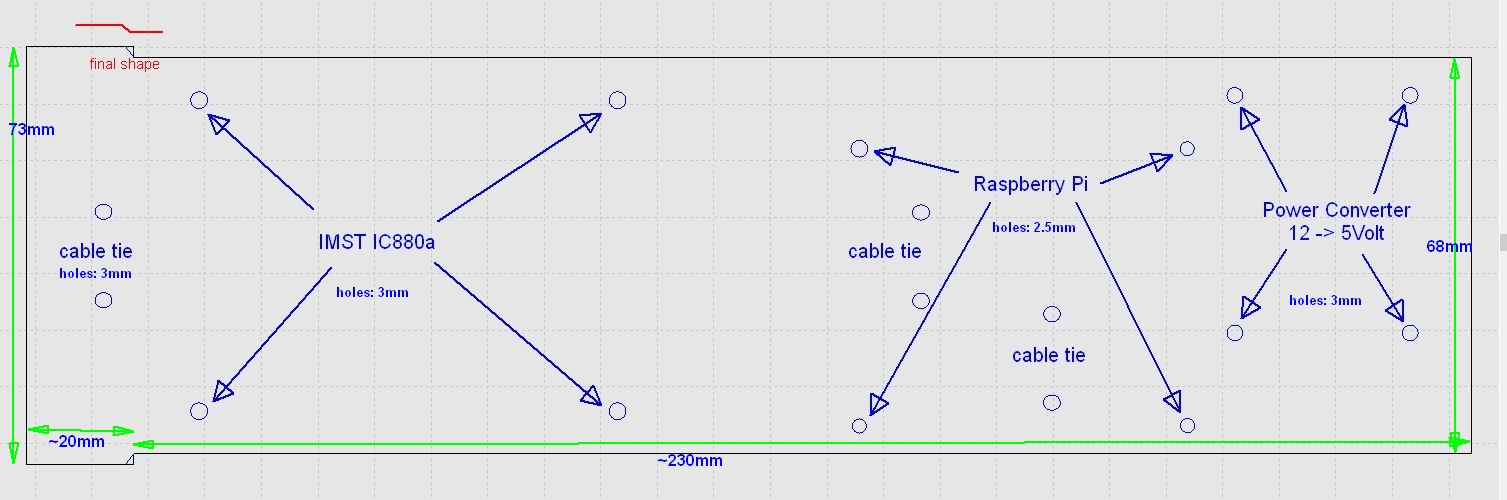 final shape
73mm
Raspberry Pi
holes: 2.5mm
Power Converter
12 -> 5Volt
holes: 3mm
68mm
cable tie
holes: 3mm
IMST IC880a
holes: 3mm
cable tie
cable tie
~20mm
~230mm